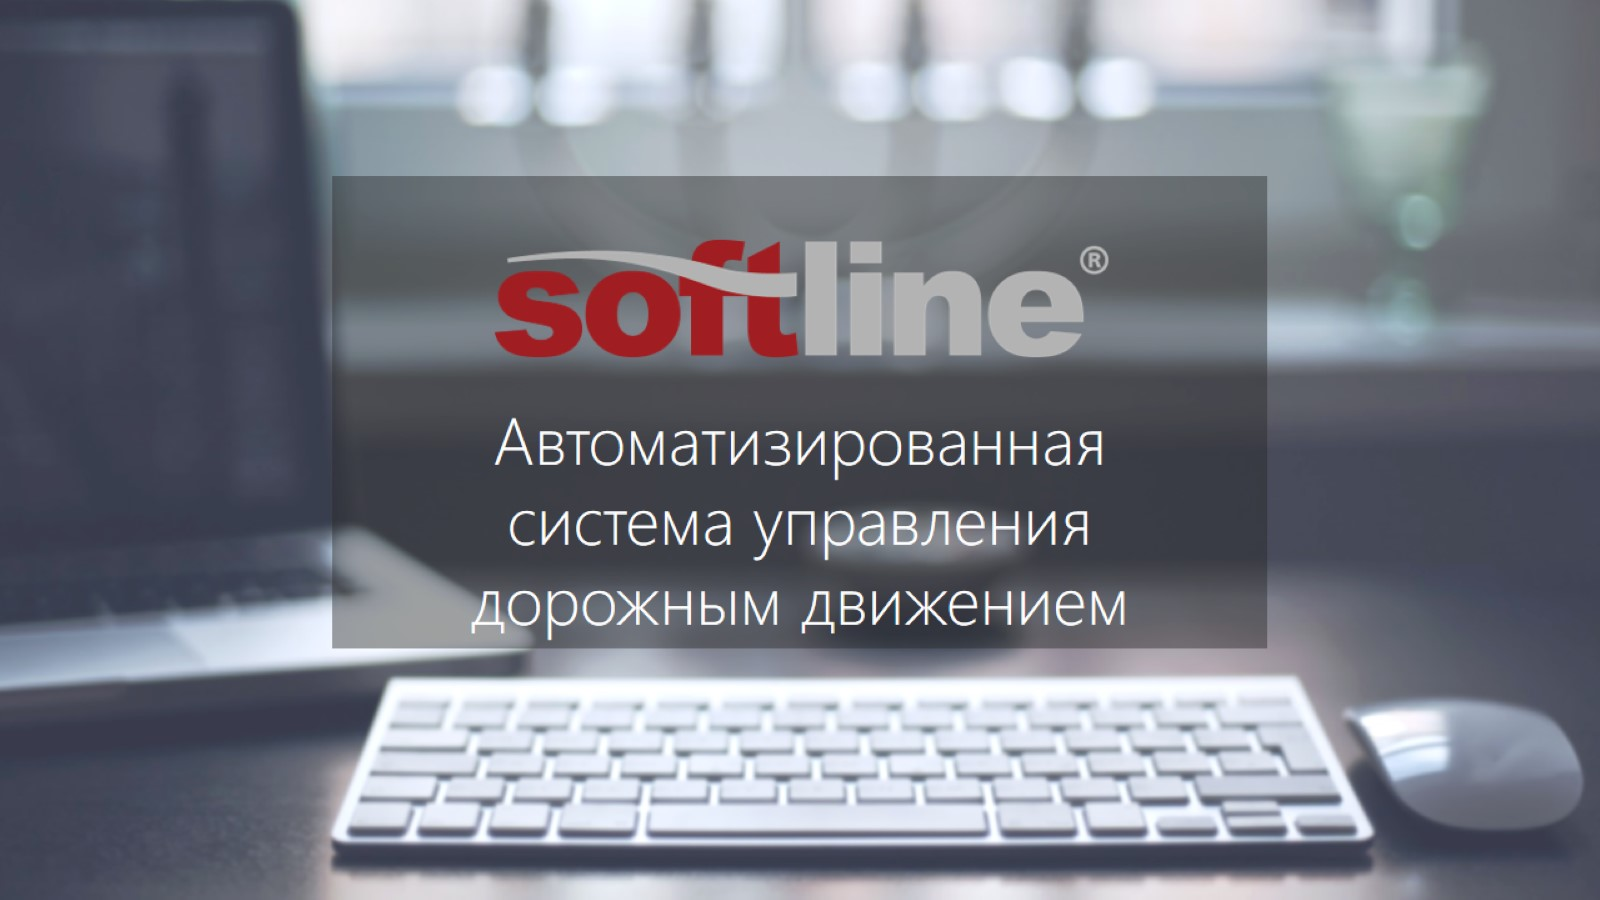 softline®
Автоматизированная
система управления
дорожным движением